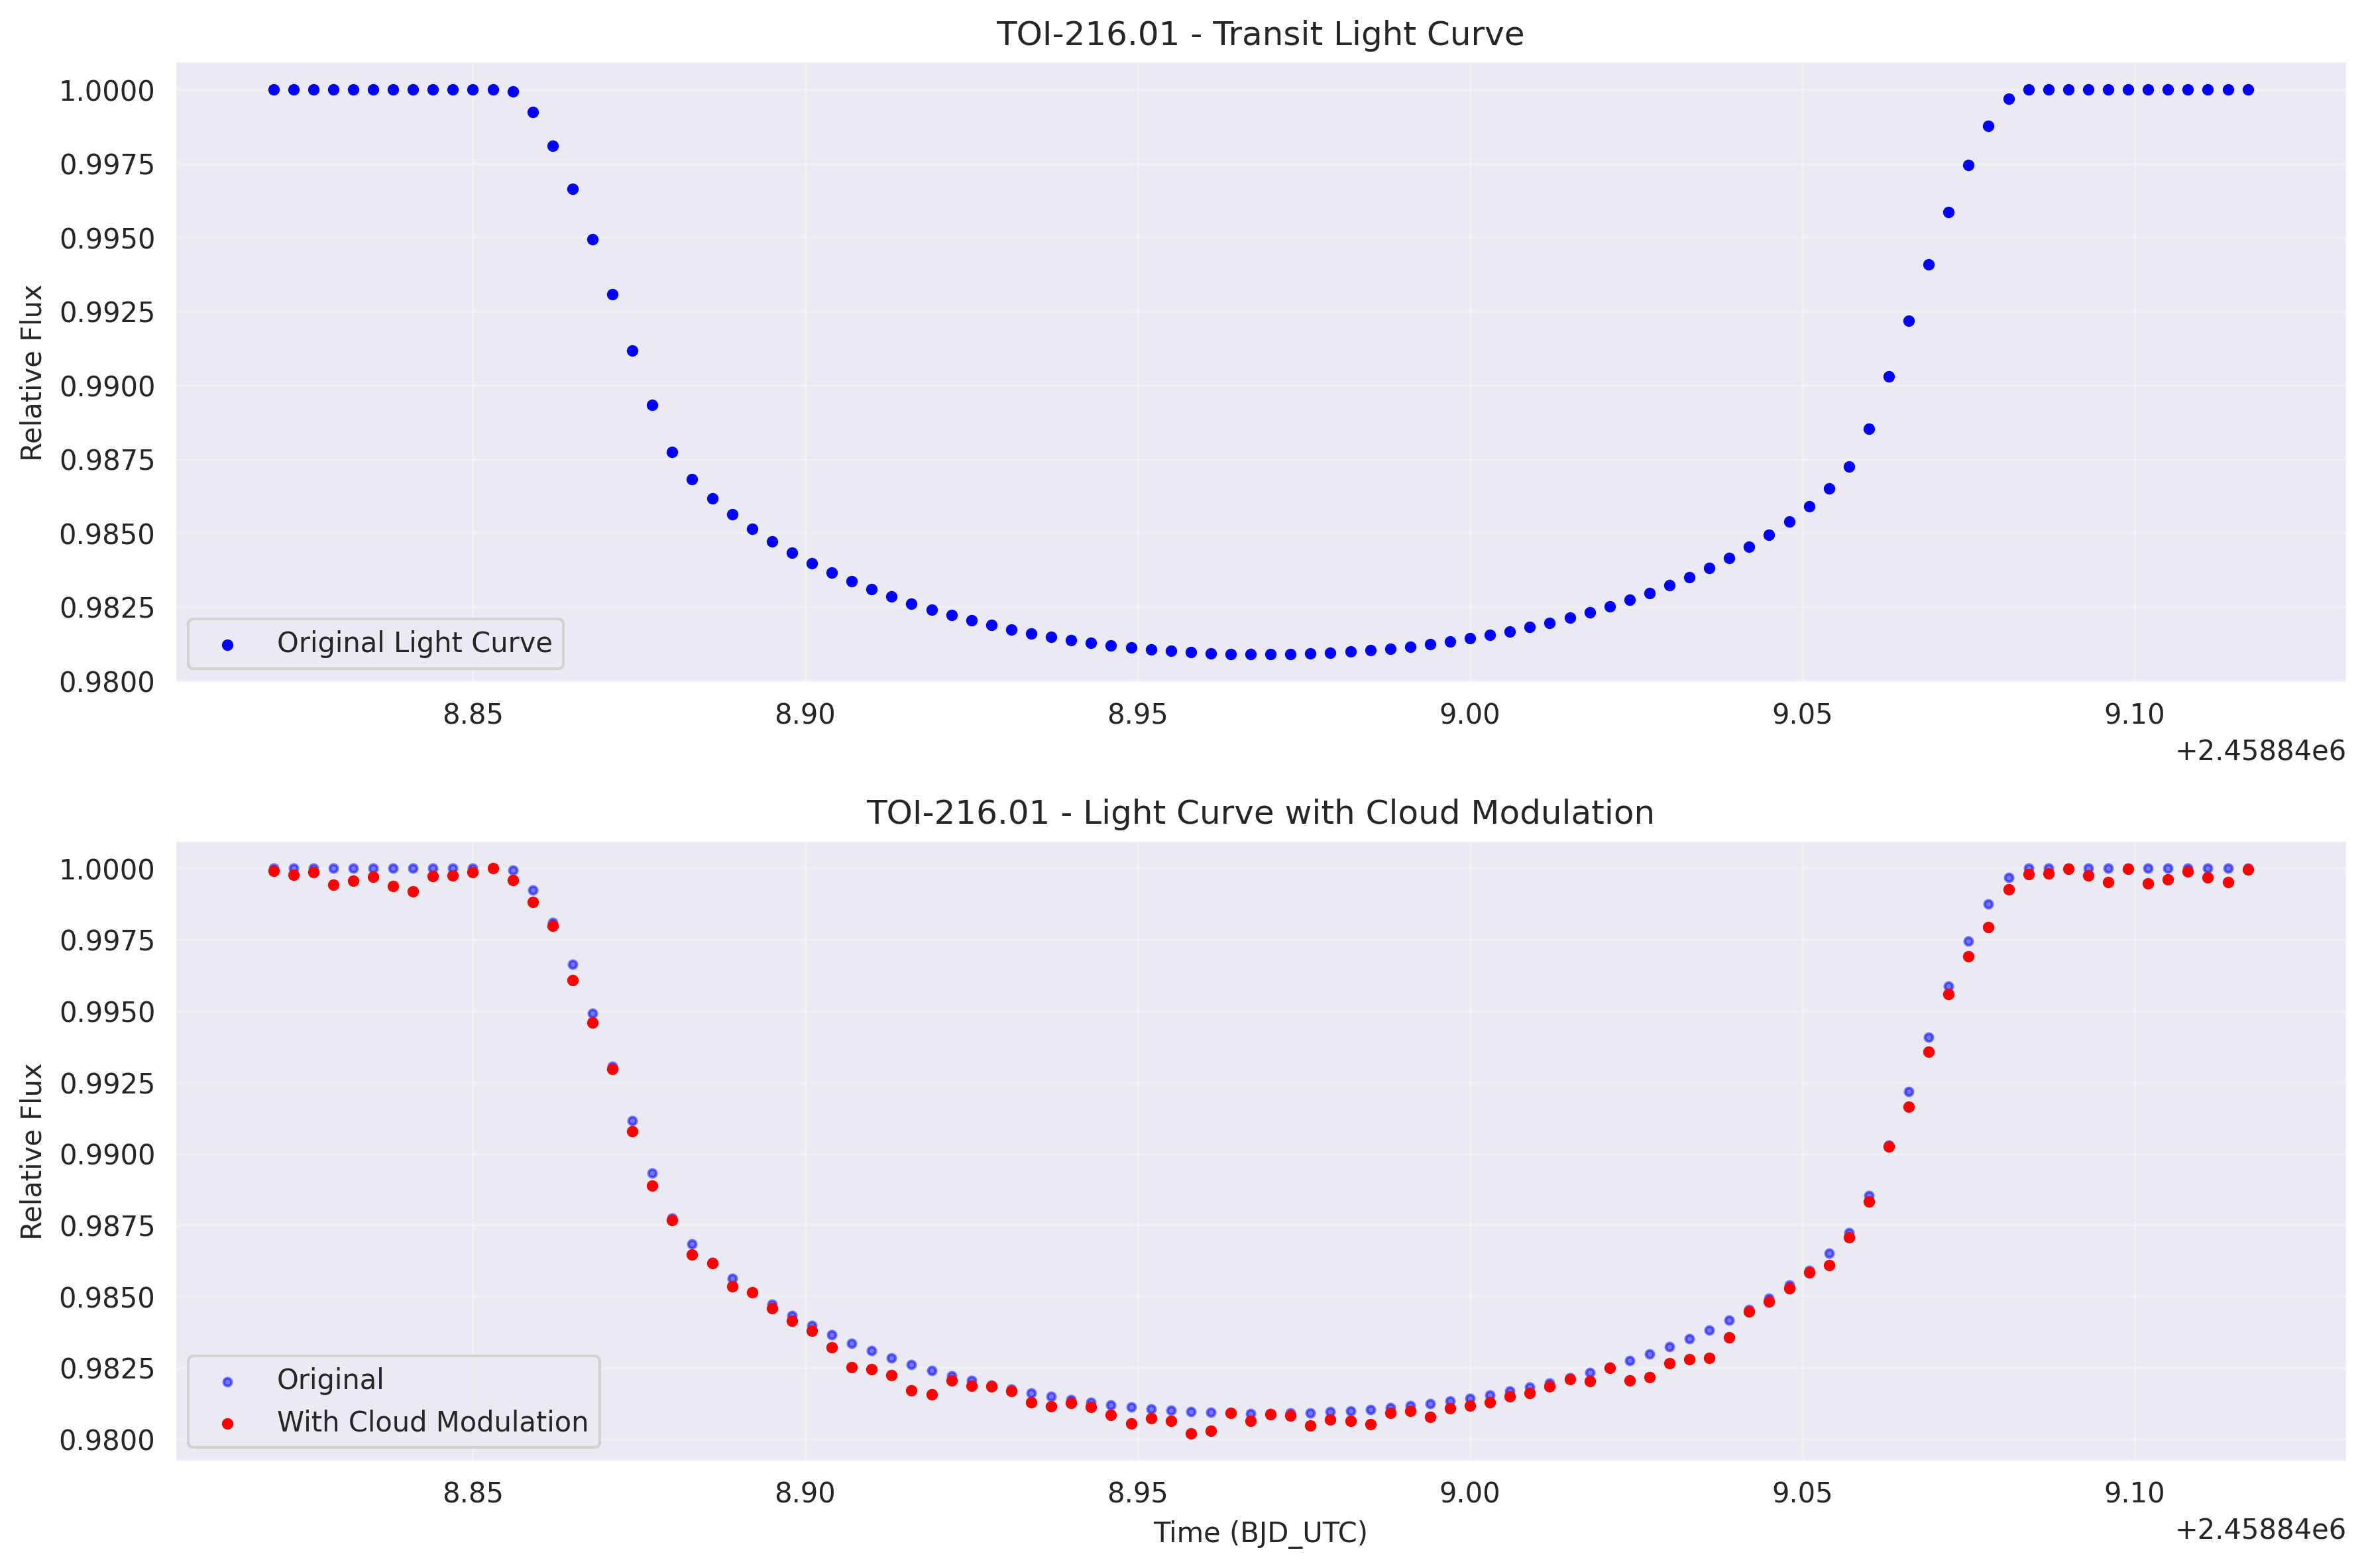 TOI-216.01 - Transit Light Curve
Relative Flux
1.0000
0.9975
0.9950
0.9925
0.9900
0.9875
0.9850
0.9825
0.9800
Original Light Curve
8.85 8.90 8.95 9.00 9.05 9.10
+2.45884e6
TOI-216.01 - Light Curve with Cloud Modulation
Relative Flux
1.0000
0.9975
0.9950
0.9925
0.9900
0.9875
0.9850
0.9825
0.9800
Original
With Cloud Modulation
8.85 8.90 8.95 9.00 9.05 9.10
Time (BJD_UTC)
+2.45884e6